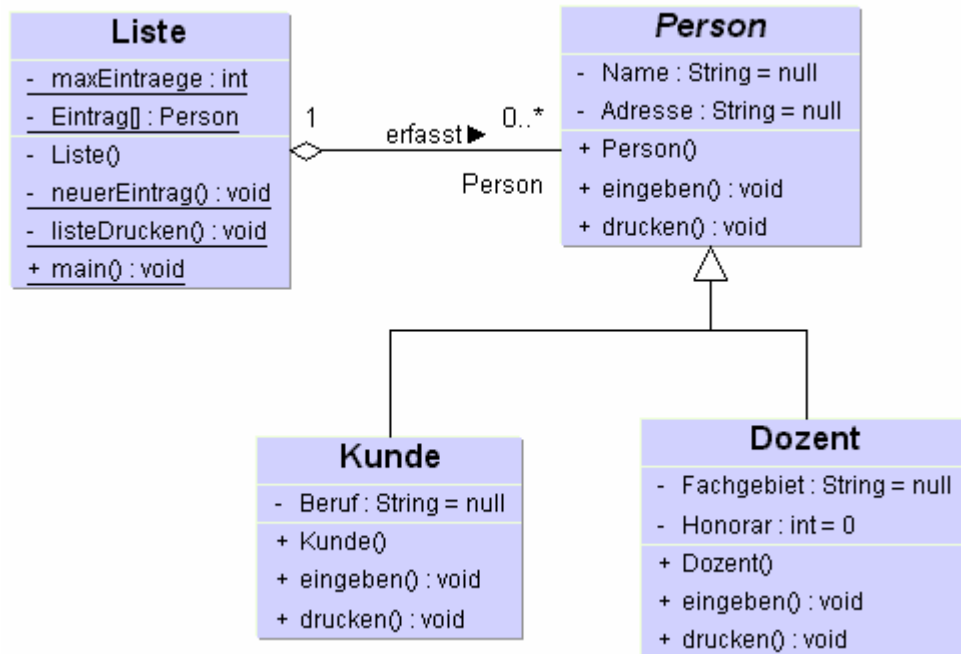 Liste
- maxEintraege : int
- Eintrag[] : Person
- Liste()
- neuerEintrag() : void
- listeDrucken() : void
+ main() : void
1
erfasst ►
0..*
Person
Person
- Name : String = null
- Adresse : String = null
+ Person()
+ eingeben() : void
+ drucken() : void
Kunde
- Beruf : String = null
+ Kunde()
+ eingeben() : void
+ drucken() : void
Dozent
- Fachgebiet : String = null
- Honorar : int = 0
+ Dozent()
+ eingeben() : void
+ drucken() : void